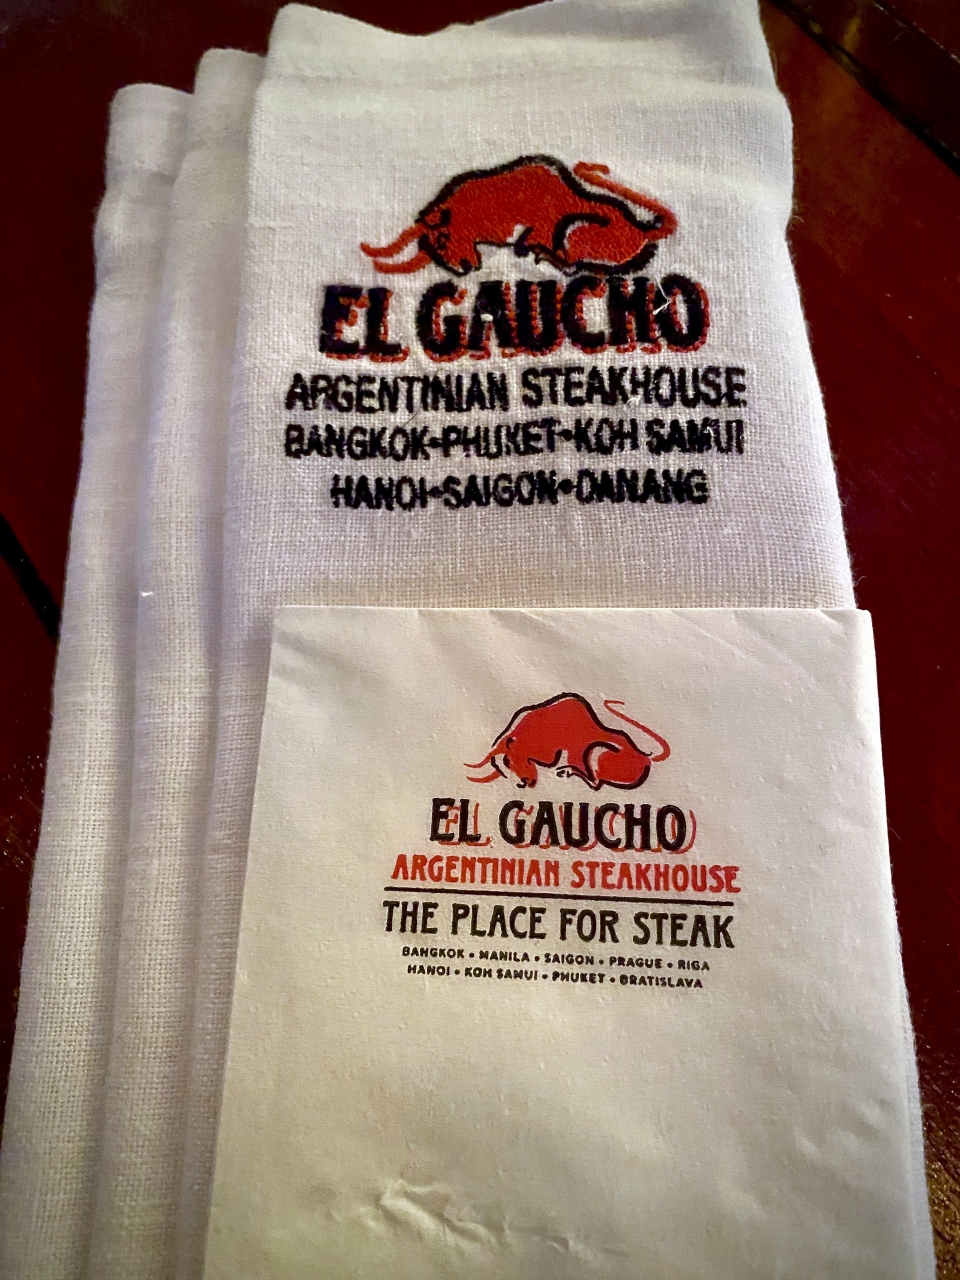 EL GAUCHO
ARGENTINIAN STEAKHOUSE
BANGKOK•PHUKET•KOH SAMUI
HANOI•SAIGON•DANANG
EL GAUCHO
ARGENTINIAN STEAKHOUSE
THE PLACE FOR STEAK
BANGKOK • MANILA • SAIGON • PRAGUE • RIGA
HANOI • KOH SAMUI • PHUKET • BRATISLAVA